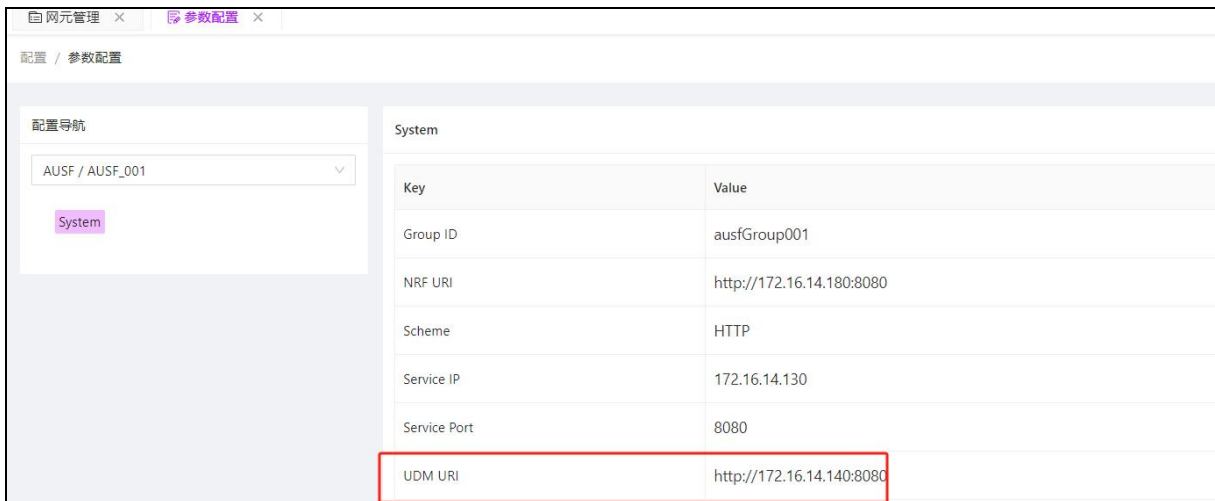 网元管理 参数配置
配置 / 参数配置
配置导航
AUSF / AUSF_001
System
System
Key Value
Group ID ausfGroup001
NRF URI http://172.16.14.180:8080
Scheme HTTP
Service IP 172.16.14.130
Service Port 8080
UDM URI http://172.16.14.140:8080